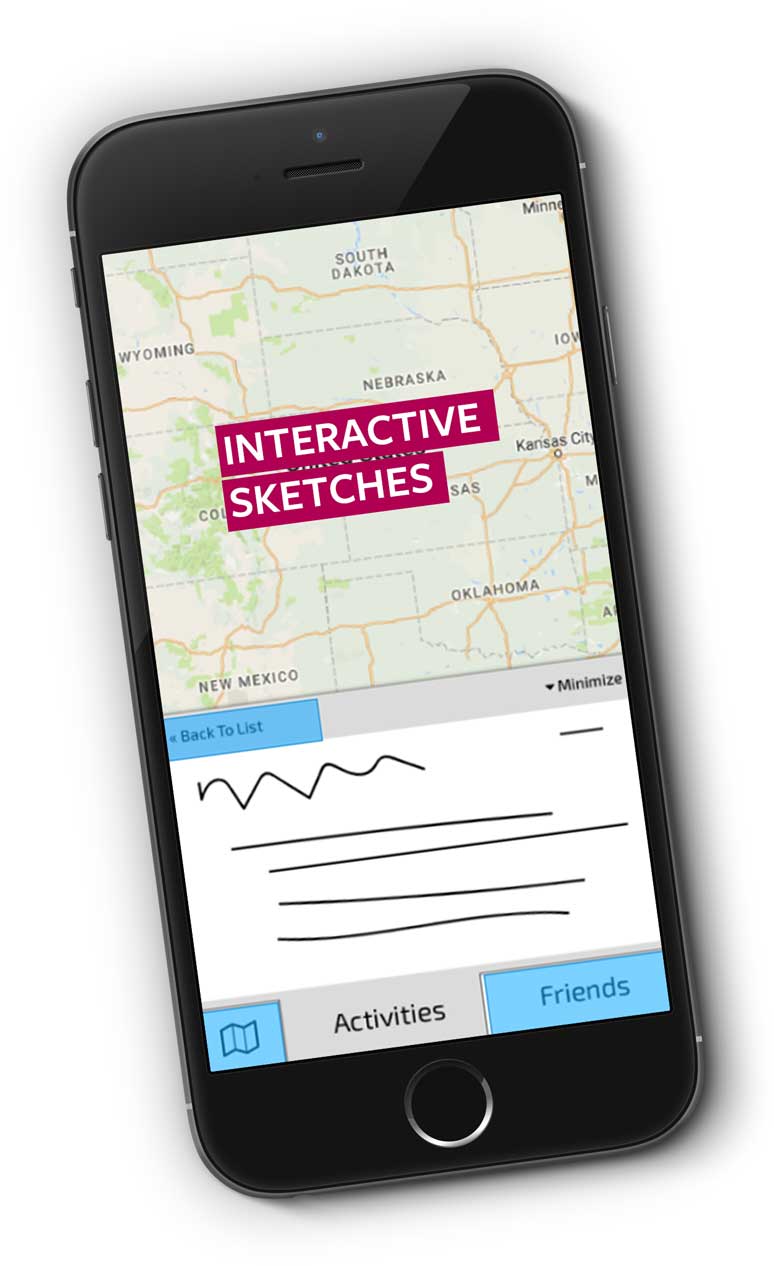 Minne
SOUTH
DAKOTA
WYOMING
IOW
NEBRASKA
INTERACTIVE
Kansas City
SKETCHES
SAS
M
COL
OKLAHOMA
A
NEW MEXICO
Minimize
« Back To List
Activities
Friends